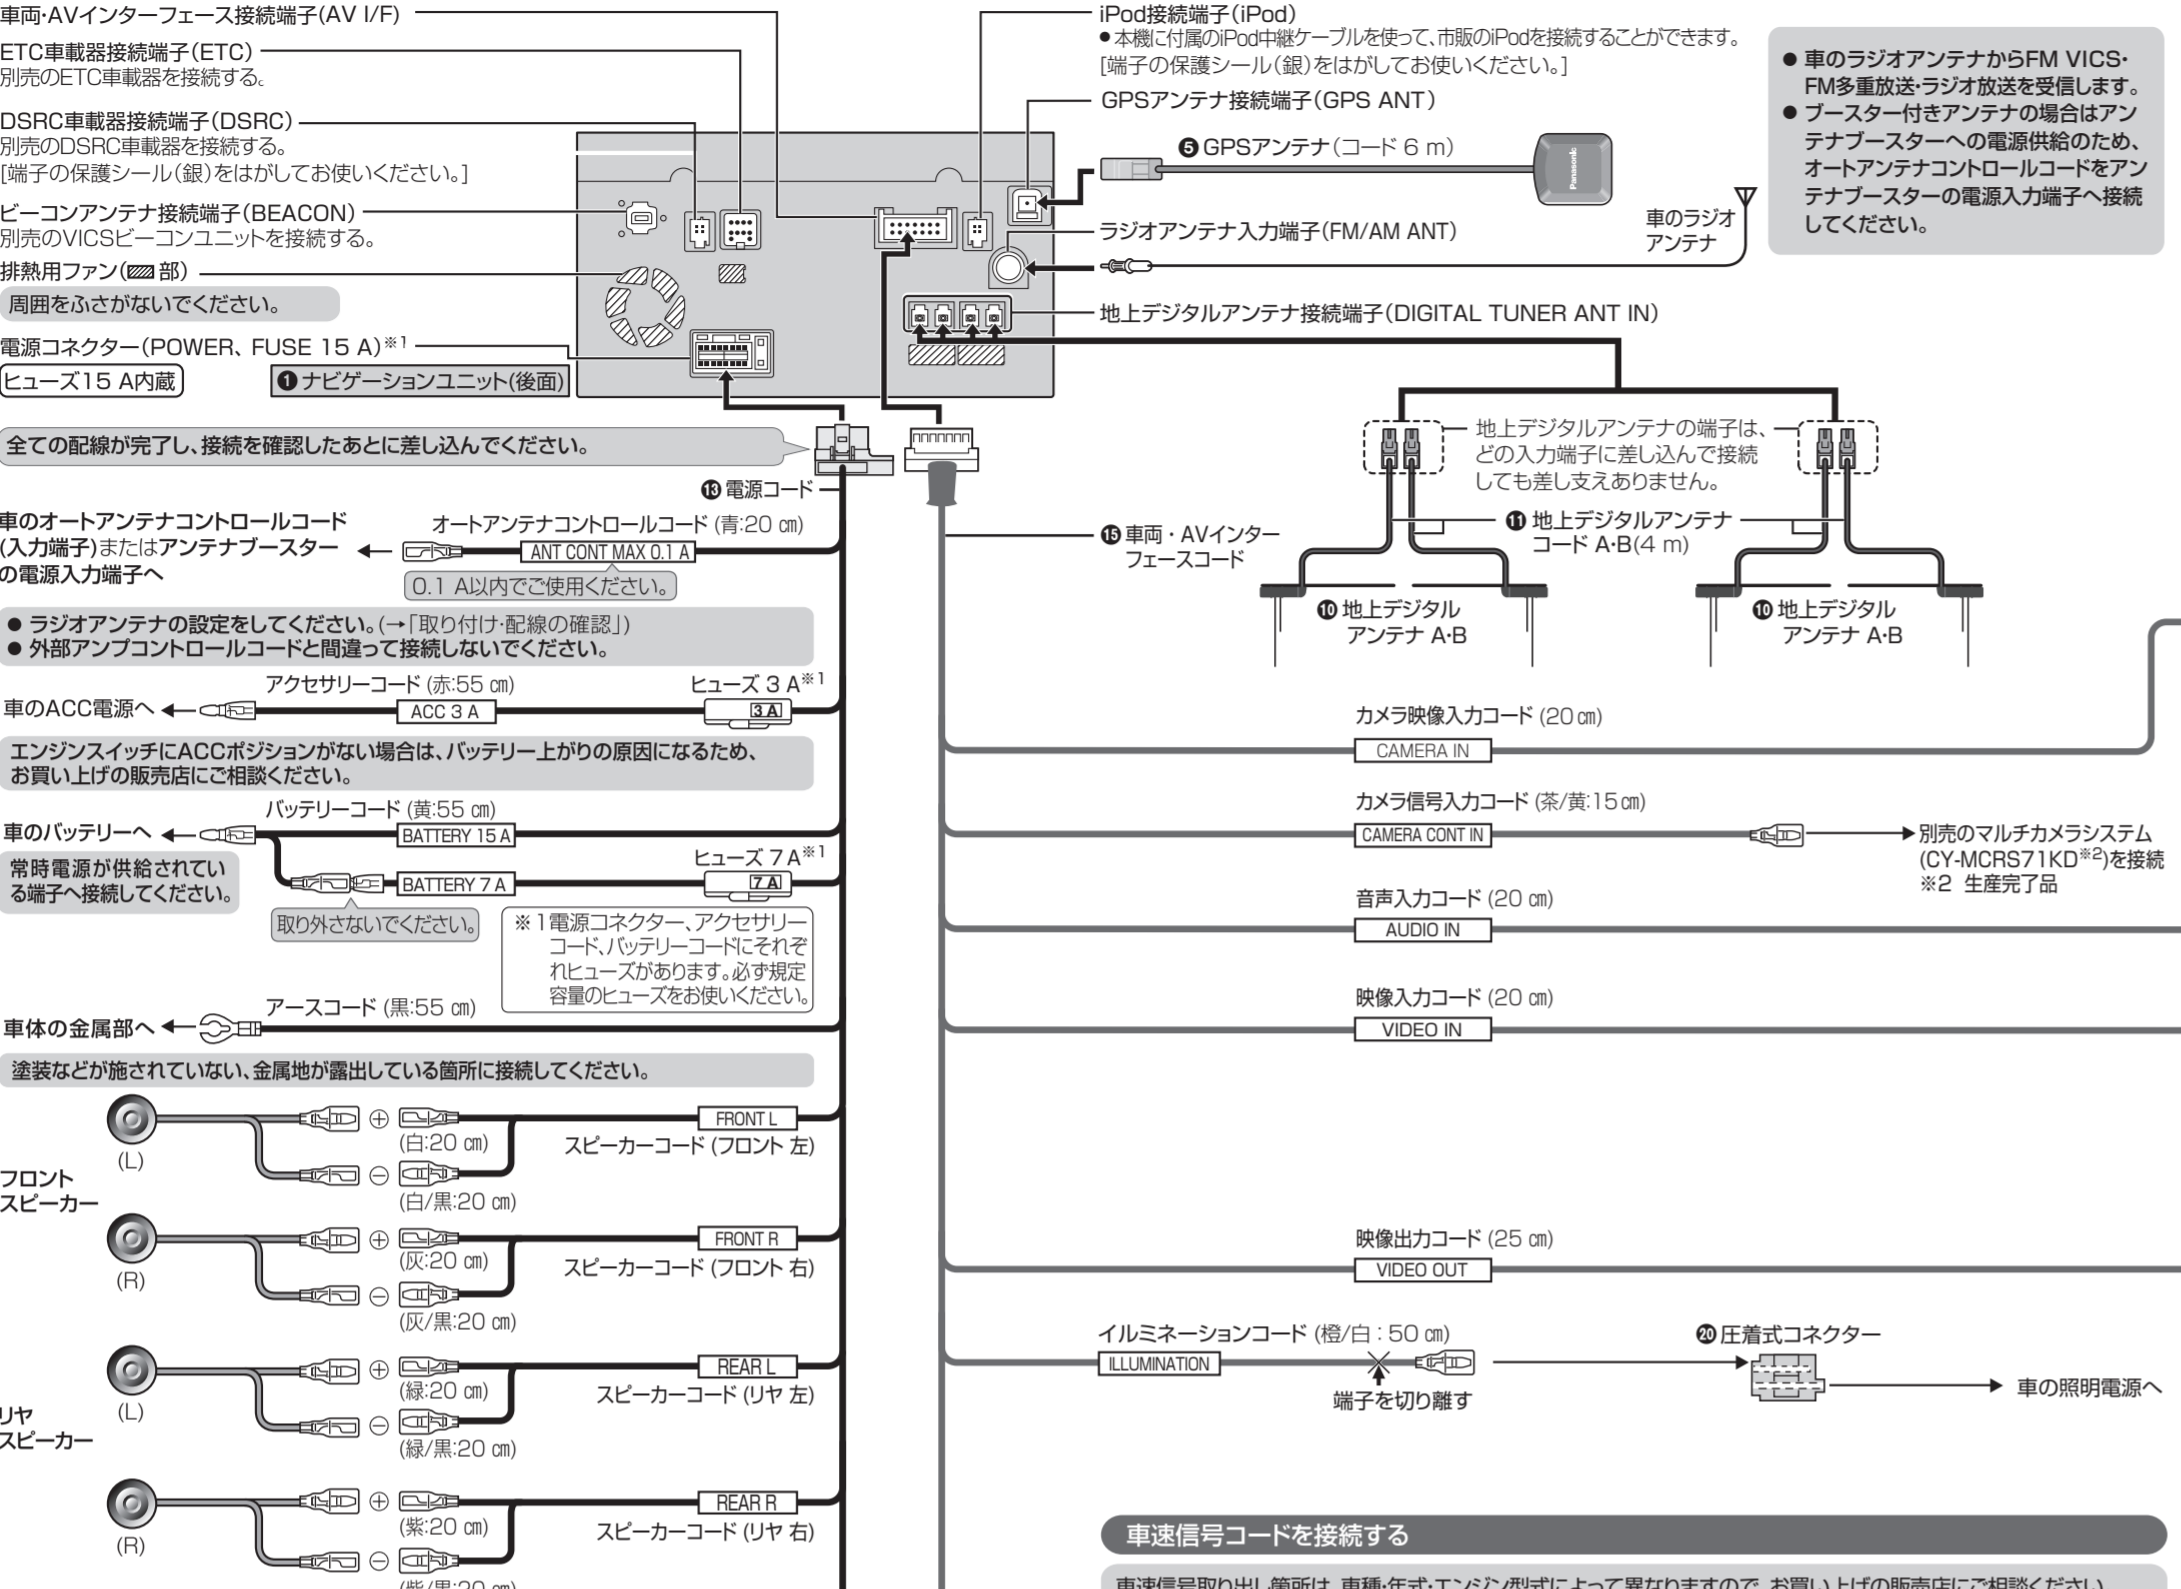 車両・AVインターフェース接続端子(AV I/F)
ETC車載器接続端子(ETC)
別売のETC車載器を接続する。
DSRC車載器接続端子(DSRC)
別売のDSRC車載器を接続する。
[端子の保護シール(銀)をはがしてお使いください。]
ビーコンアンテナ接続端子(BEACON)
別売のVICSビーコンユニットを接続する。
排熱用ファン(部)
周囲をふさがないでください。
電源コネクター(POWER、FUSE 15 A)※1
ヒューズ15 A内蔵
❶ナビゲーションユニット(後面)
iPod接続端子(iPod)
●本機に付属のiPod中継ケーブルを使って、市販のiPodを接続することができます。
[端子の保護シール(銀)をはがしてお使いください。]
GPSアンテナ接続端子(GPS ANT)
❺GPSアンテナ(コード 6 m)
Panasonic
ラジオアンテナ入力端子(FM/AM ANT)
車のラジオ
アンテナ
地上デジタルアンテナ接続端子(DIGITAL TUNER ANT IN)
●車のラジオアンテナからFM VICS・
FM多重放送・ラジオ放送を受信します。
●ブースター付きアンテナの場合はアン
テナブースターへの電源供給のため、
オートアンテナコントロールコードをアン
テナブースターの電源入力端子へ接続
してください。
地上デジタルアンテナの端子は、
どの入力端子に差し込んで接続
しても差し支えありません。
⓫地上デジタルアンテナ
コード A・B(4 m)
❿地上デジタル
アンテナ A・B
❿地上デジタル
アンテナ A・B
全ての配線が完了し、接続を確認したあとに差し込んでください。
⓭電源コード
車のオートアンテナコントロールコード
(入力端子)またはアンテナブースター
の電源入力端子へ
オートアンテナコントロールコード (青:20 ㎝)
ANT CONT MAX 0.1 A
0.1 A以内でご使用ください。
●ラジオアンテナの設定をしてください。(→「取り付け・配線の確認」)
●外部アンプコントロールコードと間違って接続しないでください。
アクセサリーコード (赤:55 ㎝)
ヒューズ 3 A※1
車のACC電源へ
ACC 3 A
3 A
エンジンスイッチにACCポジションがない場合は、バッテリー上がりの原因になるため、
お買い上げの販売店にご相談ください。
バッテリーコード (黄:55 ㎝)
車のバッテリーへ
BATTERY 15 A
常時電源が供給されてい
る端子へ接続してください。
ヒューズ 7 A※1
BATTERY 7 A
7 A
取り外さないでください。
※1電源コネクター、アクセサリー
コード、バッテリーコードにそれぞ
れヒューズがあります。必ず規定
容量のヒューズをお使いください。
アースコード (黒:55 ㎝)
車体の金属部へ
塗装などが施されていない、金属地が露出している箇所に接続してください。
フロント
スピーカー
(L)
⊕
(白:20 ㎝)
FRONT L
スピーカーコード (フロント 左)
⊖
(白/黒:20 ㎝)
(R)
⊕
(灰:20 ㎝)
FRONT R
スピーカーコード (フロント 右)
⊖
(灰/黒:20 ㎝)
リヤ
スピーカー
(L)
⊕
(緑:20 ㎝)
REAR L
スピーカーコード (リヤ 左)
⊖
(緑/黒:20 ㎝)
(R)
⊕
(紫:20 ㎝)
REAR R
スピーカーコード (リヤ 右)
⊖
(紫/黒:20 ㎝)
⓯車両・AVインター
フェースコード
カメラ映像入力コード (20 ㎝)
CAMERA IN
カメラ信号入力コード (茶/黄:15 ㎝)
CAMERA CONT IN
別売のマルチカメラシステム
(CY-MCRS71KD※2)を接続
※2 生産完了品
音声入力コード (20 ㎝)
AUDIO IN
映像入力コード (20 ㎝)
VIDEO IN
映像出力コード (25 ㎝)
VIDEO OUT
イルミネーションコード (橙/白:50 ㎝)
ILLUMINATION
端子を切り離す
⓴圧着式コネクター
車の照明電源へ
車速信号コードを接続する
車速信号取り出し箇所は、車種・年式・エンジン型式によって異なりますので、お買い上げの販売店にご相談ください。